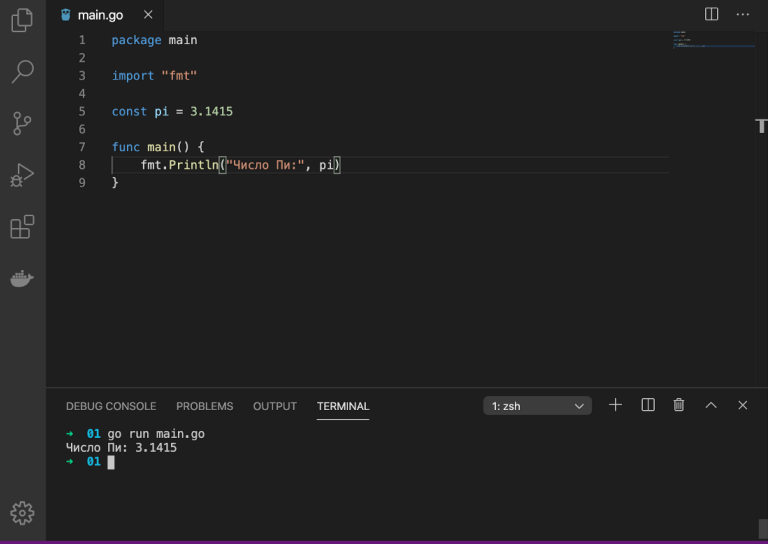 main.go
1 package main
2
3 import "fmt"
4
5 const pi = 3.1415
6
7 func main() {
8 fmt.Println("Число Пи:", pi)
9 }
DEBUG CONSOLE PROBLEMS OUTPUT TERMINAL 1: zsh
➜ 01 go run main.go
Число Пи: 3.1415
➜ 01
T